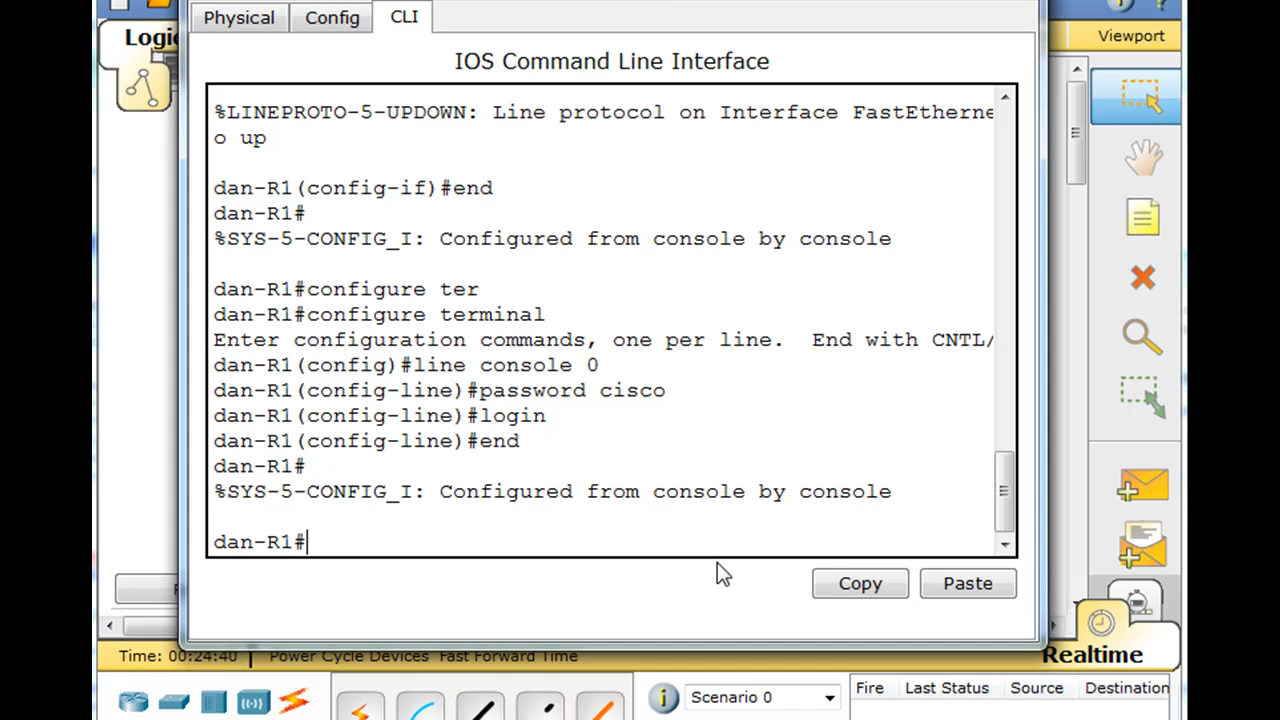 Physical Config CLI
Viewport
IOS Command Line Interface
%LINEPROTO-5-UPDOWN: Line protocol on Interface
o up
dan-R1(config-if)#end
dan-R1#
%SYS-5-CONFIG_I: Configured from console by console
dan-R1#configure ter
dan-R1#configure terminal
Enter configuration commands, one per line.  End with CNTL/
dan-R1(config)#line console 0
dan-R1(config-line)#password cisco
dan-R1(config-line)#login
dan-R1(config-line)#end
dan-R1#
%SYS-5-CONFIG_I: Configured from console by console
dan-R1#
Copy Paste
Time: 00:24:40 Power Cycle Devices Fast Forward Time
Realtime
Scenario 0
Fire Last Status Source Destination